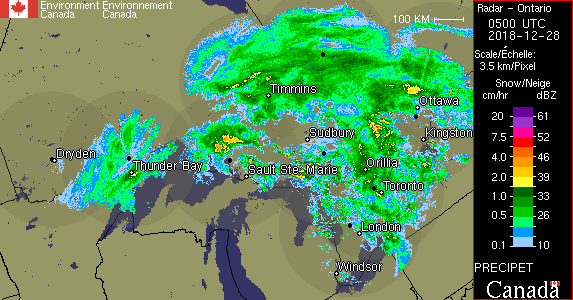 Environment Environnement
Canada Canada
100 KM
Radar - Ontario
0500 UTC
2018-12-28
Scale/Échelle:
3.5 km/Pixel
Snow/Neige
cm/hr dBZ
20 61
7.5 52
4.0 46
2.0 39
1.0 33
0.5 26
0.1 10
PRECIPET
Canada
Timmins
Ottawa
Sudbury
Kingston
Dryden
Thunder Bay
Sault Ste. Marie
Orillia
Toronto
London
Windsor